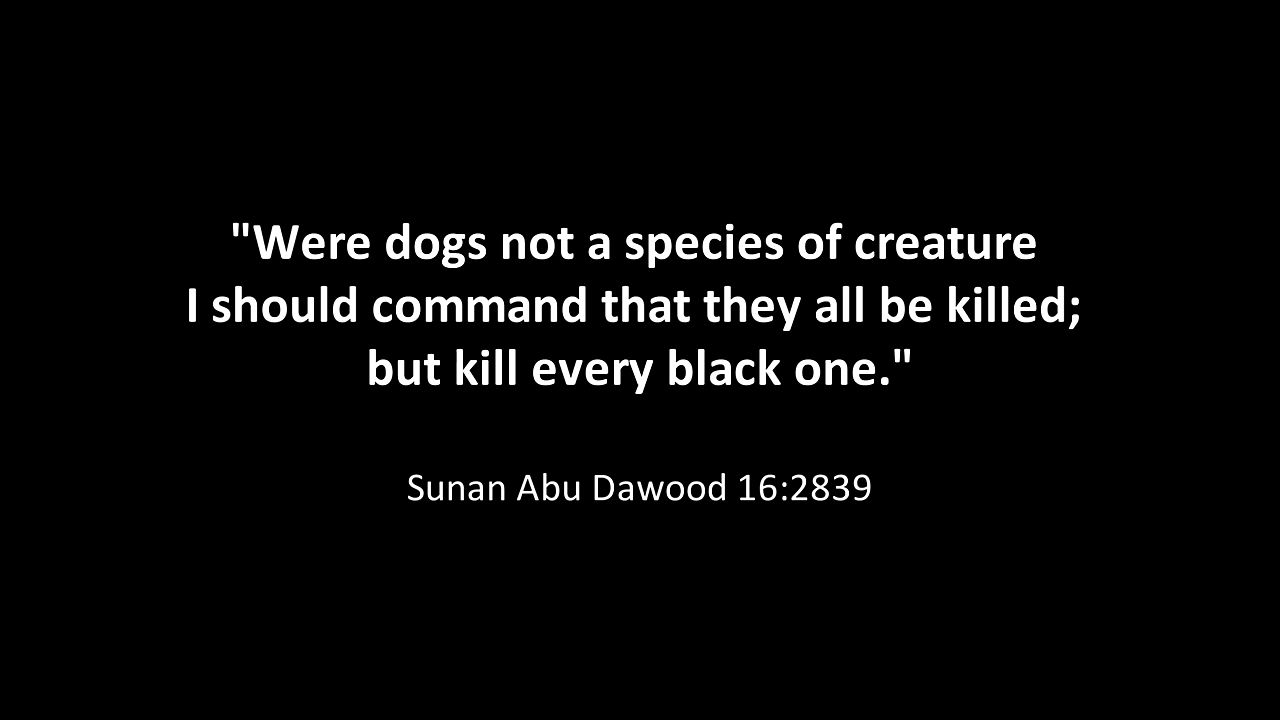 "Were dogs not a species of creature
I should command that they all be killed;
but kill every black one."
Sunan Abu Dawood 16:2839